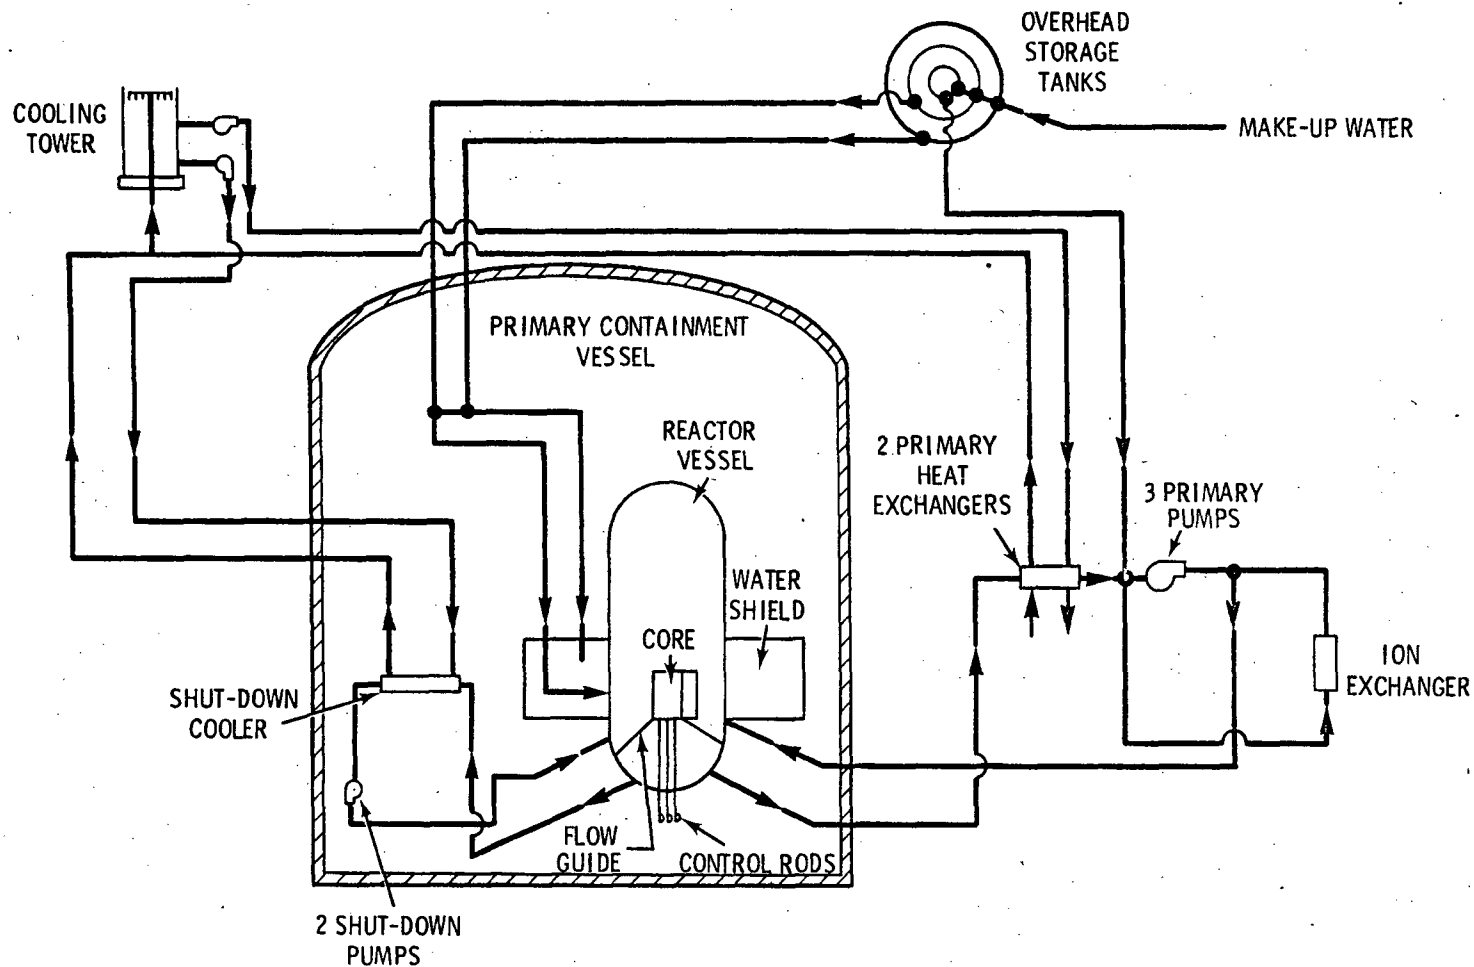 OVERHEAD
STORAGE
TANKS
COOLING
TOWER
MAKE-UP WATER
PRIMARY CONTAINMENT
VESSEL
REACTOR
VESSEL
2 PRIMARY
HEAT
EXCHANGERS
3 PRIMARY
PUMPS
WATER
SHIELD
CORE
ION
EXCHANGER
SHUT-DOWN
COOLER
FLOW
GUIDE
CONTROL RODS
2 SHUT-DOWN
PUMPS